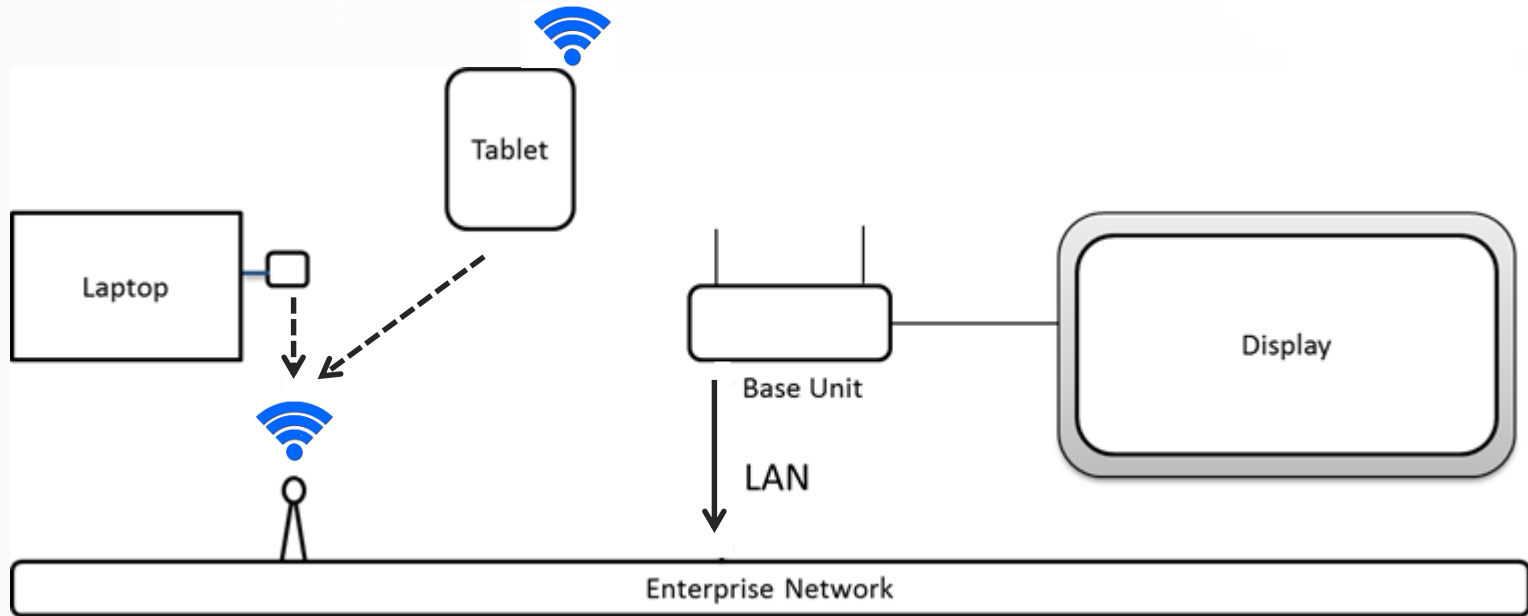 Tablet
Laptop
Base Unit
Display
LAN
Enterprise Network